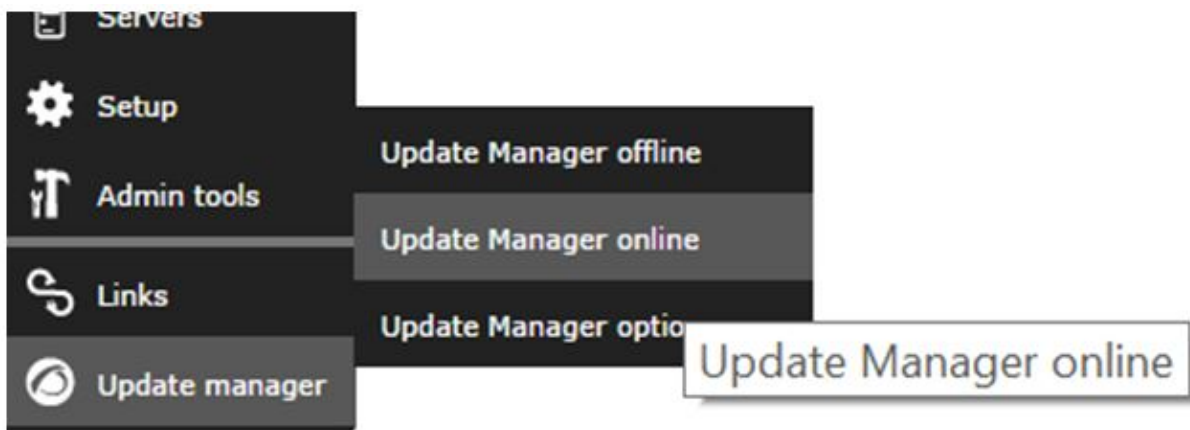 Servers
Setup
Admin tools
Links
Update manager
Update Manager offline
Update Manager online
Update Manager optio
Update Manager online